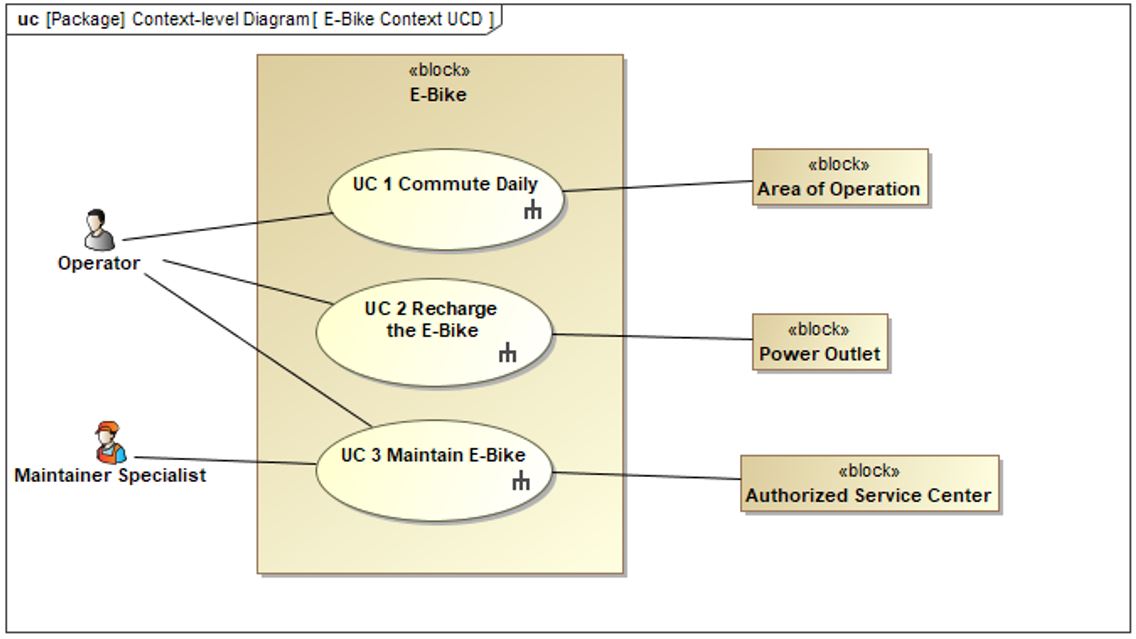 uc [Package] Context-level Diagram[ E-Bike Context UCD ]
«block»
E-Bike
UC 1 Commute Daily
«block»
Area of Operation
Operator
UC 2 Recharge
the E-Bike
«block»
Power Outlet
UC 3 Maintain E-Bike
Maintainer Specialist
«block»
Authorized Service Center